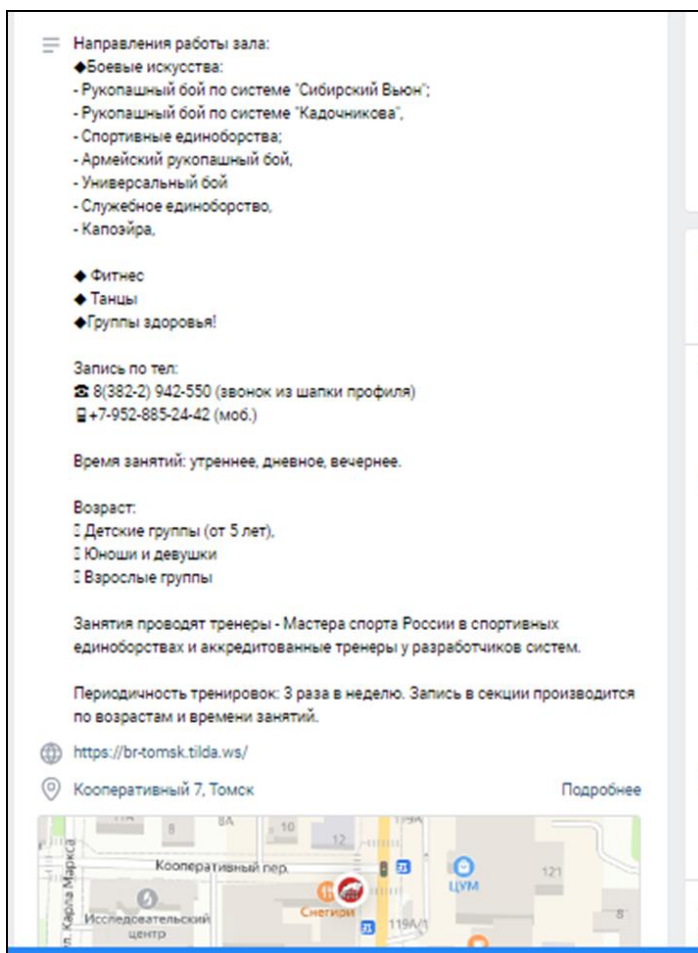 Направления работы зала:
◆Боевые искусства:
- Рукопашный бой по системе "Сибирский Вьюн";
- Рукопашный бой по системе "Кадочникова",
- Спортивные единоборства;
- Армейский рукопашный бой,
- Универсальный бой
- Служебное единоборство,
- Капоэйра,
◆ Фитнес
◆ Танцы
◆Группы здоровья!
Запись по тел:
☎ 8(382-2) 942-550 (звонок из шапки профиля)
+7-952-885-24-42 (моб.)
Время занятий: утреннее, дневное, вечернее.
Возраст:
Детские группы (от 5 лет),
Юноши и девушки
Взрослые группы
Занятия проводят тренеры - Мастера спорта России в спортивных
единоборствах и аккредитованные тренеры у разработчиков систем.
Периодичность тренировок: 3 раза в неделю. Запись в секции производится
по возрастам и времени занятий.
https://br-tomsk.tilda.ws/
Кооперативный 7, Томск
Подробнее
8
8А
10
12
Кооперативный пер.
ул. Карла Маркса
Исследовательский
центр
Снегири
ЦУМ
121
119А/1
8